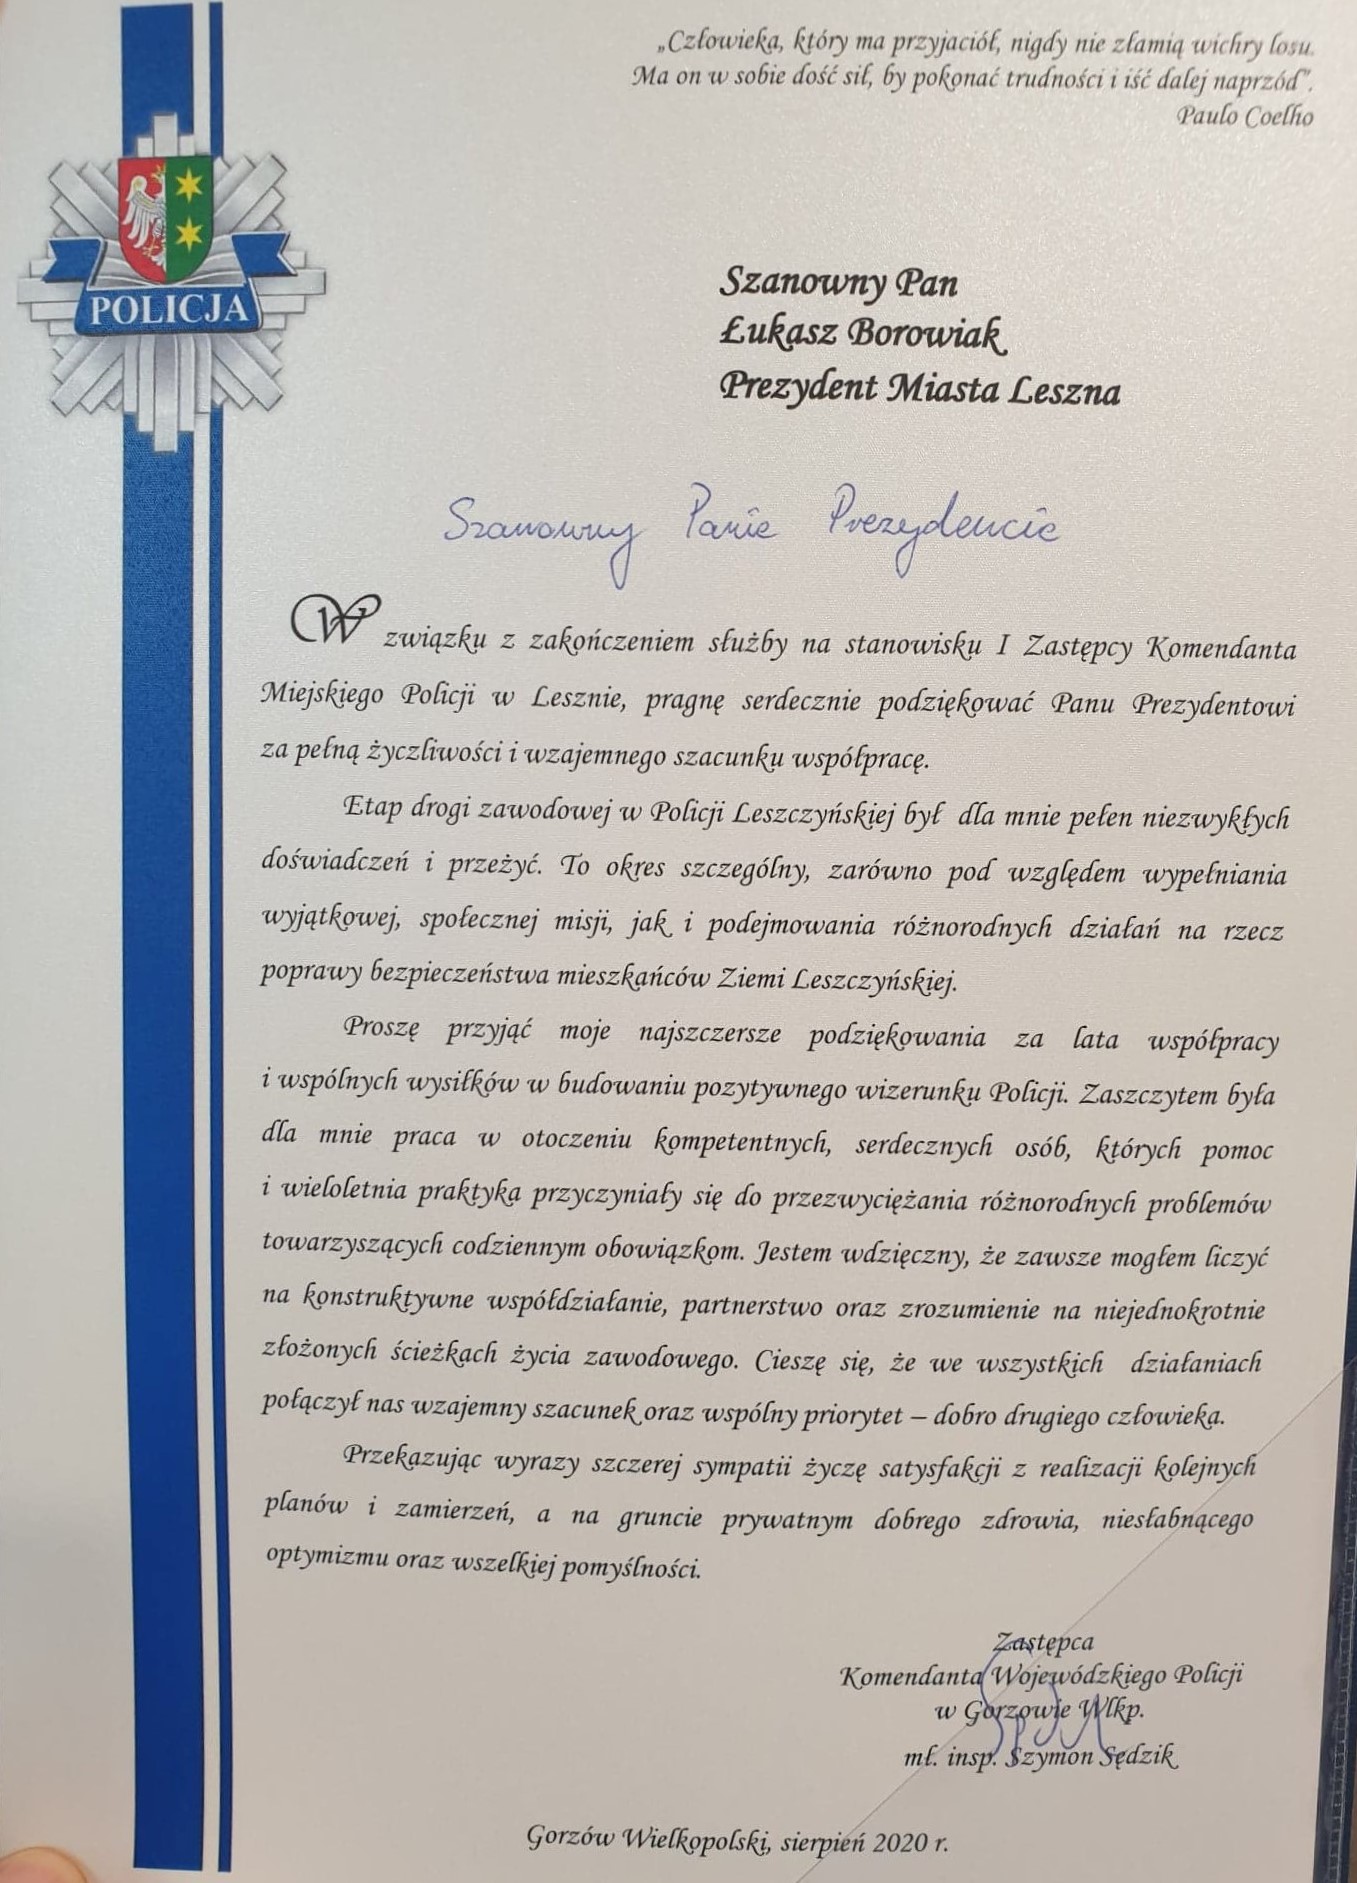 „Człowieka, który ma przyjaciół, nigdy nie złamią wichry losu.
Ma on w sobie dość sił, by pokonać trudności i iść dalej naprzód”.
Paulo Coelho
POLICJA
Szanowny Pan
Łukasz Borowiak
Prezydent Miasta Leszna
Szanowny Panie Prezydencie
W związku z zakończeniem służby na stanowisku I Zastępcy Komendanta
Miejskiego Policji w Lesznie, pragnę serdecznie podziękować Panu Prezydentowi
za pełną życzliwości i wzajemnego szacunku współpracę.
Etap drogi zawodowej w Policji Leszczyńskiej był dla mnie pełen niezwykłych
doświadczeń i przeżyć. To okres szczególny, zarówno pod względem wypełniania
wyjątkowej, społecznej misji, jak i podejmowania różnorodnych działań na rzecz
poprawy bezpieczeństwa mieszkańców Ziemi Leszczyńskiej.
Proszę przyjąć moje najszczersze podziękowania za lata współpracy
i wspólnych wysiłków w budowaniu pozytywnego wizerunku Policji. Zaszczytem była
dla mnie praca w otoczeniu kompetentnych, serdecznych osób, których pomoc
i wieloletnia praktyka przyczyniały się do przezwyciężania różnorodnych problemów
towarzyszących codziennym obowiązkom. Jestem wdzięczny, że zawsze mogłem liczyć
na konstruktywne współdziałanie, partnerstwo oraz zrozumienie na niejednokrotnie
złożonych ścieżkach życia zawodowego. Cieszę się, że we wszystkich działaniach
połączył nas wzajemny szacunek oraz wspólny priorytet – dobro drugiego człowieka.
Przekazując wyrazy szczerej sympatii życzę satysfakcji z realizacji kolejnych
planów i zamierzeń, a na gruncie prywatnym dobrego zdrowia, niesłabnącego
optymizmu oraz wszelkiej pomyślności.
Zastępca
Komendanta Wojewódzkiego Policji
w Gorzowie Wlkp.
mł. insp. Szymon Sędzik
Gorzów Wielkopolski, sierpień 2020 r.